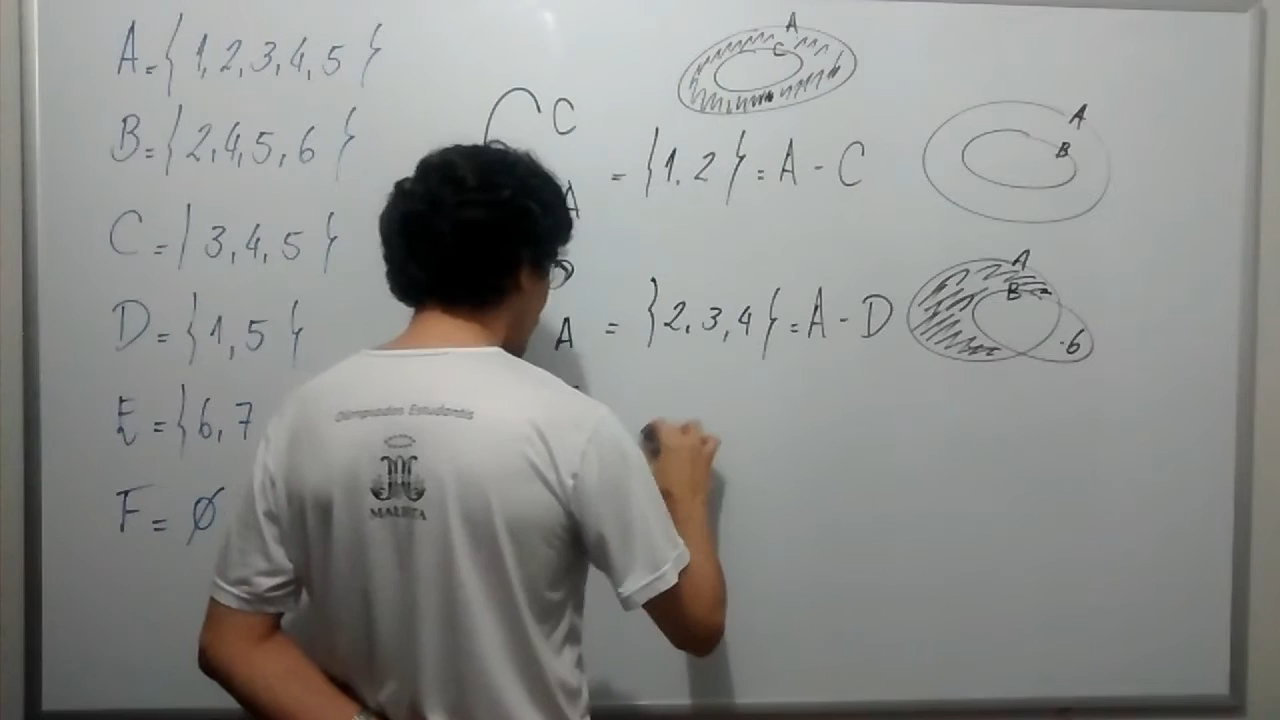 A={1,2,3,4,5}
B={2,4,5,6}
C={3,4,5}
D={1,5}
E={6,7
F=∅
C
A
={1,2}=A-C
A
={2,3,4}=A-D
A
C
A
B
A
B
.6
Olimpíadas Estudantis
MARISTA